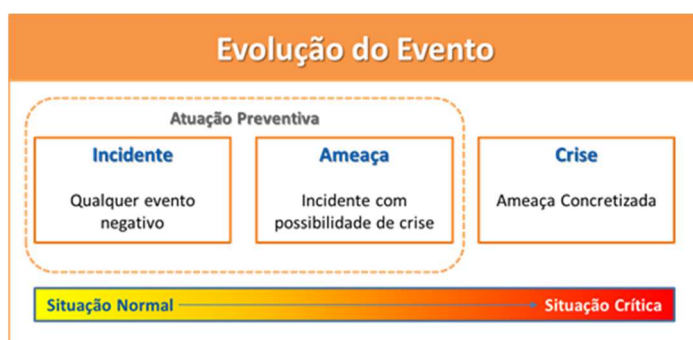 Evolução do Evento
Atuação Preventiva
Incidente
Qualquer evento
negativo
Ameaça
Incidente com
possibilidade de crise
Crise
Ameaça Concretizada
Situação Normal
Situação Crítica